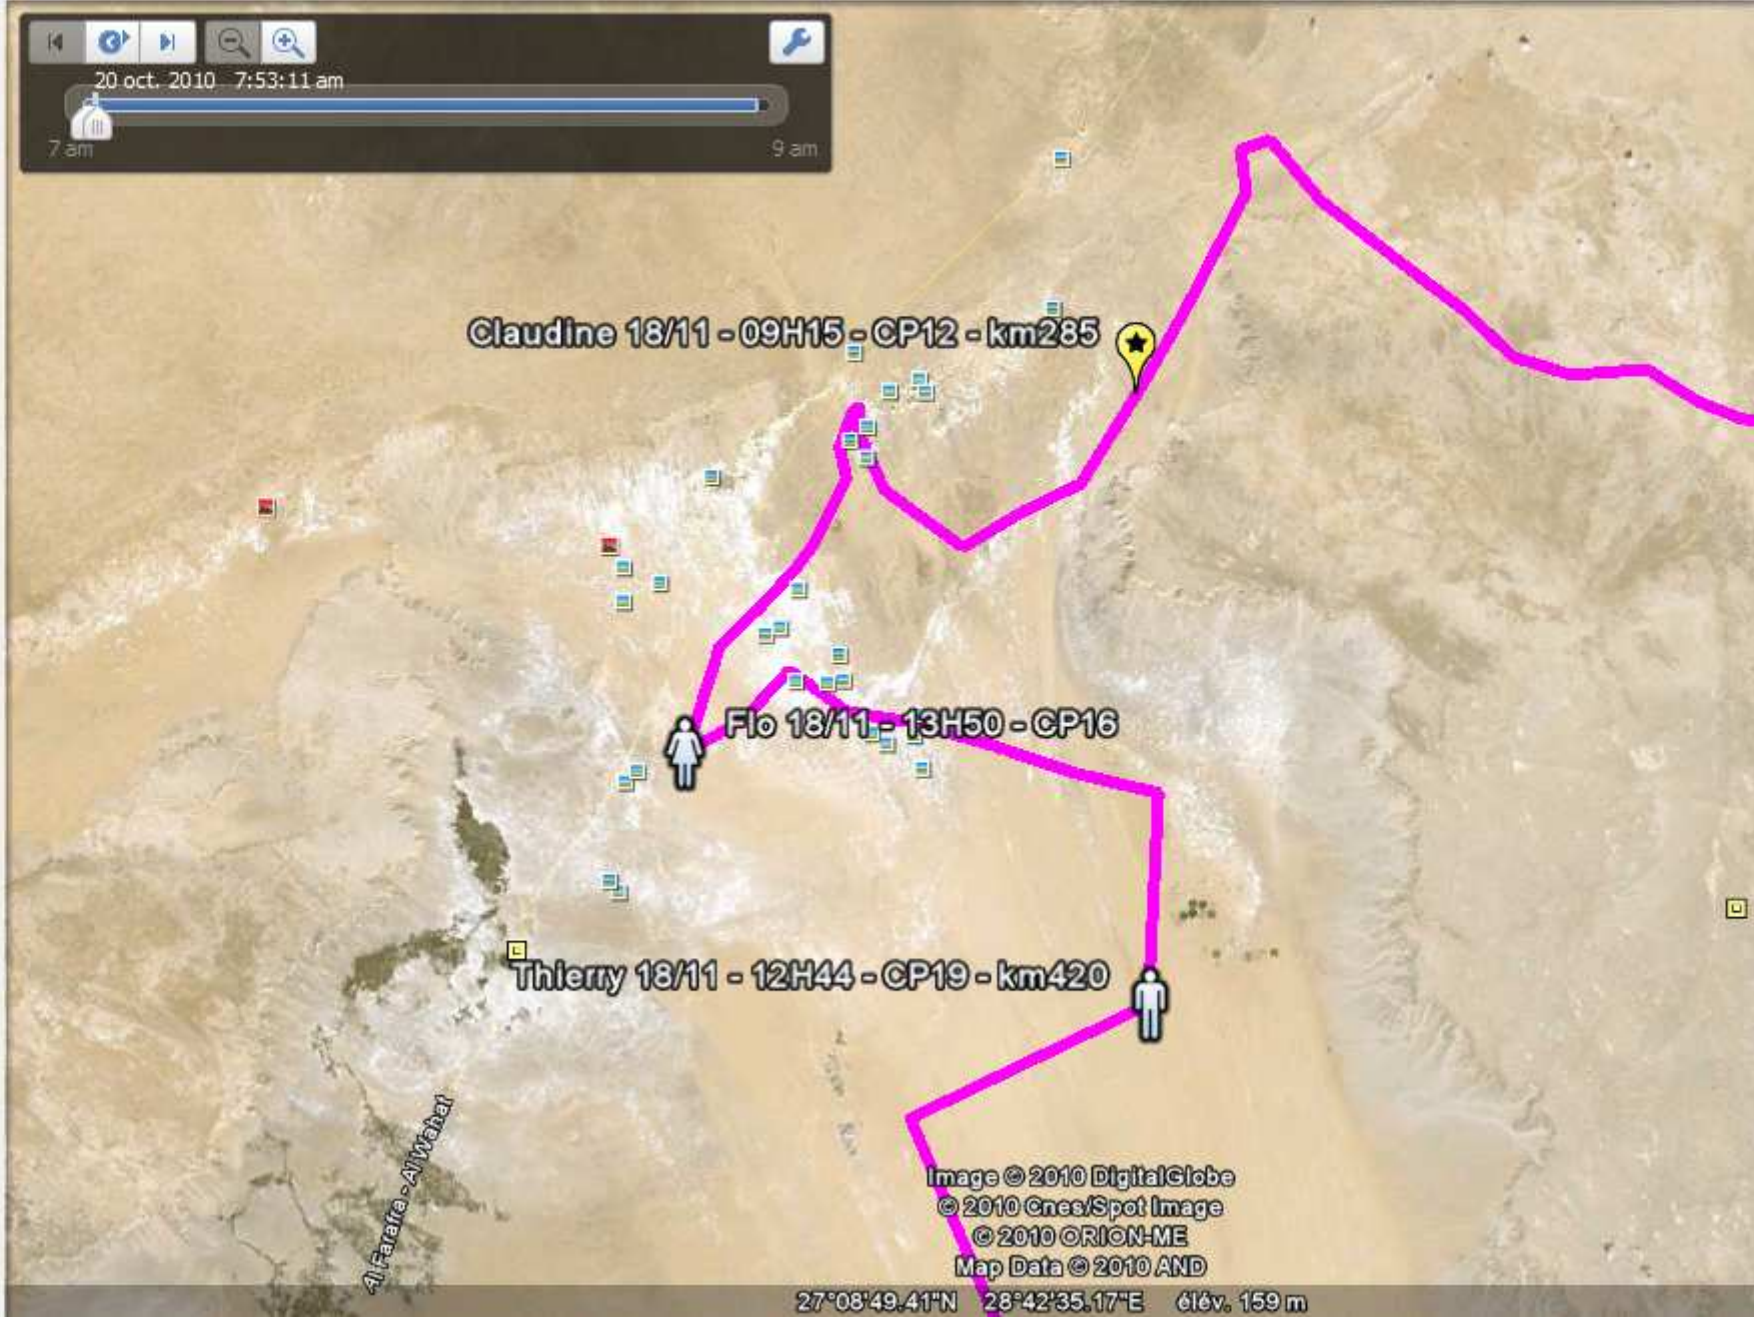 20 oct. 2010 7:53:11 am
7 am
9 am
Claudine 18/11 - 09H15 - CP12 - km285
Flo 18/11 - 13H50 - CP16
Thierry 18/11 - 12H44 - CP19 - km420
Al Farafra - Al Wahat
Image © 2010 DigitalGlobe
© 2010 Cnes/Spot Image
© 2010 ORION-ME
Map Data © 2010 AND
27°08'49.41"N 28°42'35.17"E élév. 159 m